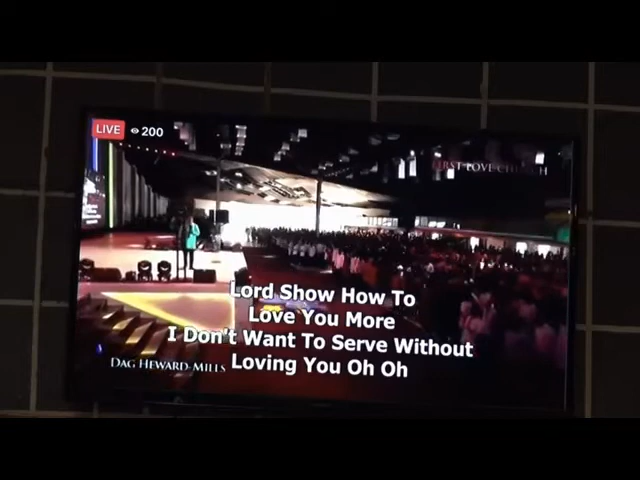 LIVE 200
FIRST LOVE CHURCH
Lord Show How To
Love You More
I Don't Want To Serve Without
Loving You Oh Oh
DAG HEWARD-MILLS